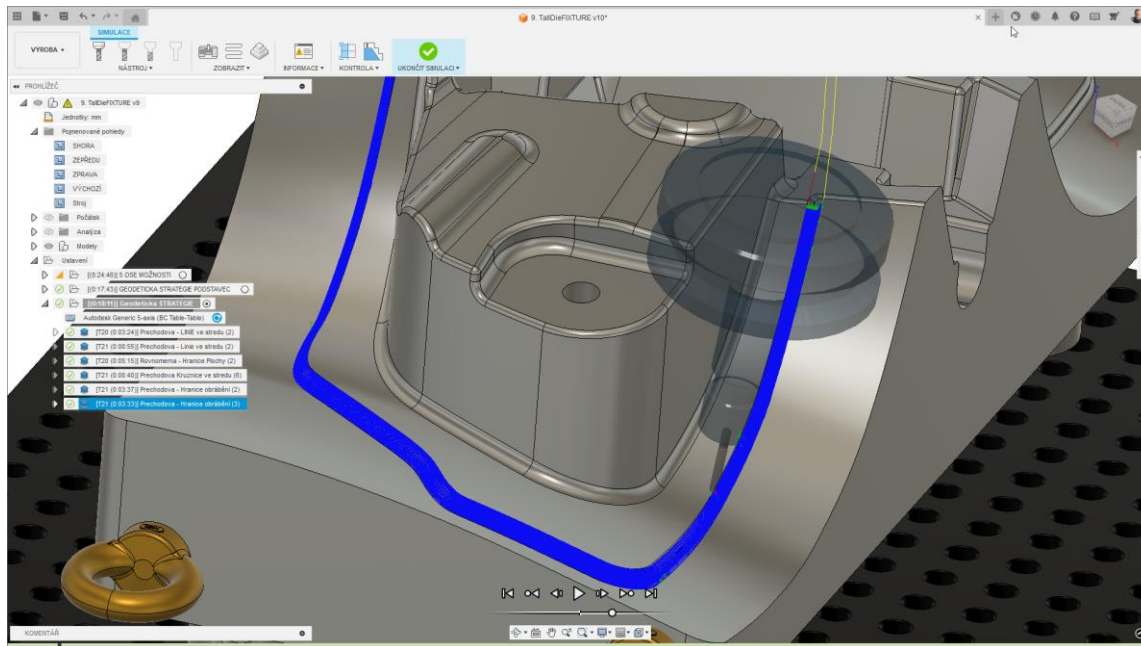 9. TallDieFIXTURE v10*
SIMULACE
VÝROBA
NÁSTROJ
ZOBRAZIT
INFORMACE
KONTROLA
UKONČIT SIMULACI
PROHLÍŽEČ
9. TallDieFIXTURE v9
Jednotky: mm
Pojmenované pohledy
SHORA
ZEPŘEDU
ZPRAVA
VÝCHOZÍ
Stroj
Počátek
Analýza
Modely
Ustavení
[(0:24:46)] 5 OSE MOŽNOSTI
[(0:17:43)] GEODETICKA STRATEGIE PODSTAVEC
[(0:18:11)] Geodeticka STRATEGIE
Autodesk Generic 5-axis (BC Table-Table)
[T20 (0:03:24)] Prechodova - LINIE ve stredu (2)
[T21 (0:00:55)] Prechodova - Linie ve stredu (2)
[T20 (0:05:15)] Rovnomerna - Hranice Plochy (2)
[T21 (0:00:40)] Prechodova Kruznice ve stredu (6)
[T21 (0:03:37)] Prechodova - Hranice obrábění (2)
[T21 (0:03:33)] Prechodova - Hranice obrábění (3)
KOMENTÁŘ